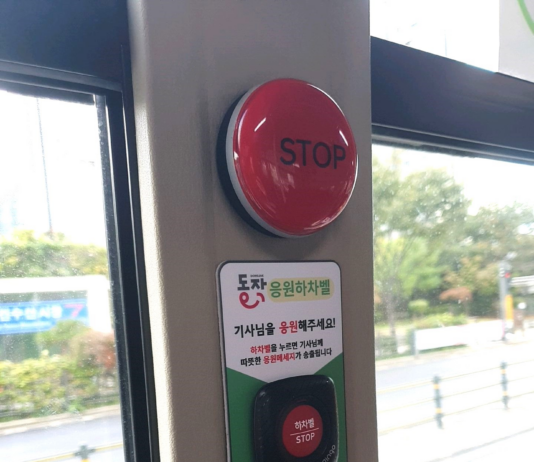 STOP
동작
응원하차벨
기사님을 응원해주세요!
하차벨을 누르면 기사님께
따뜻한 응원메세지가 송출됩니다
하차벨
STOP